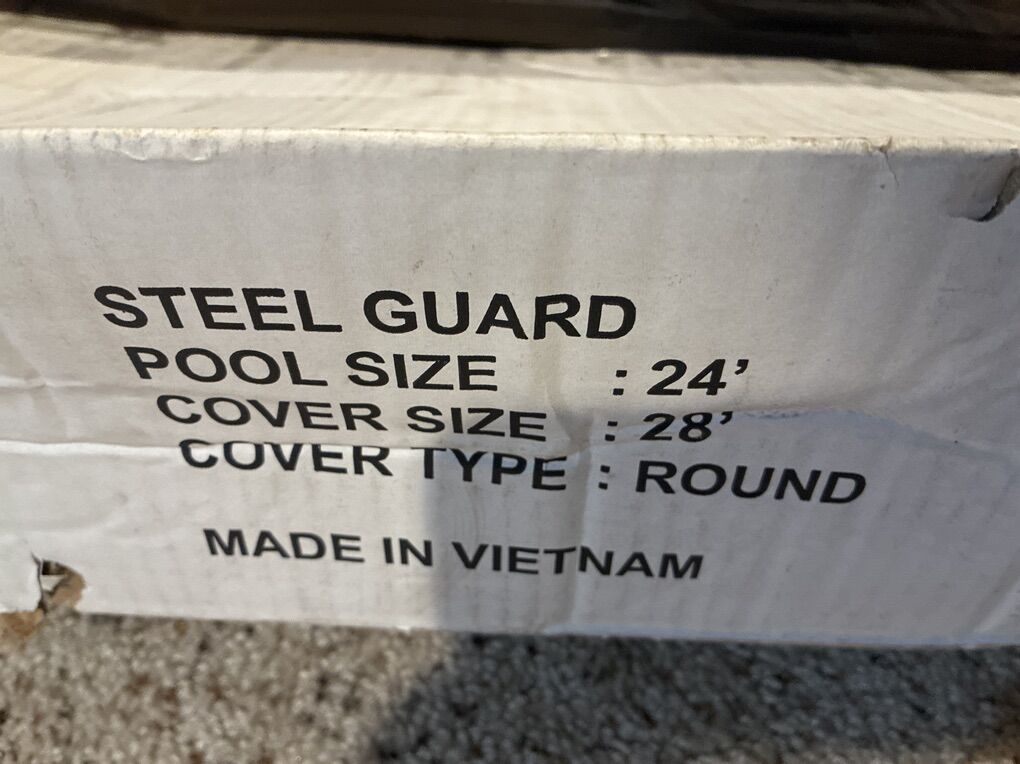 STEEL GUARD
POOL SIZE : 24’
COVER SIZE : 28’
COVER TYPE : ROUND
MADE IN VIETNAM